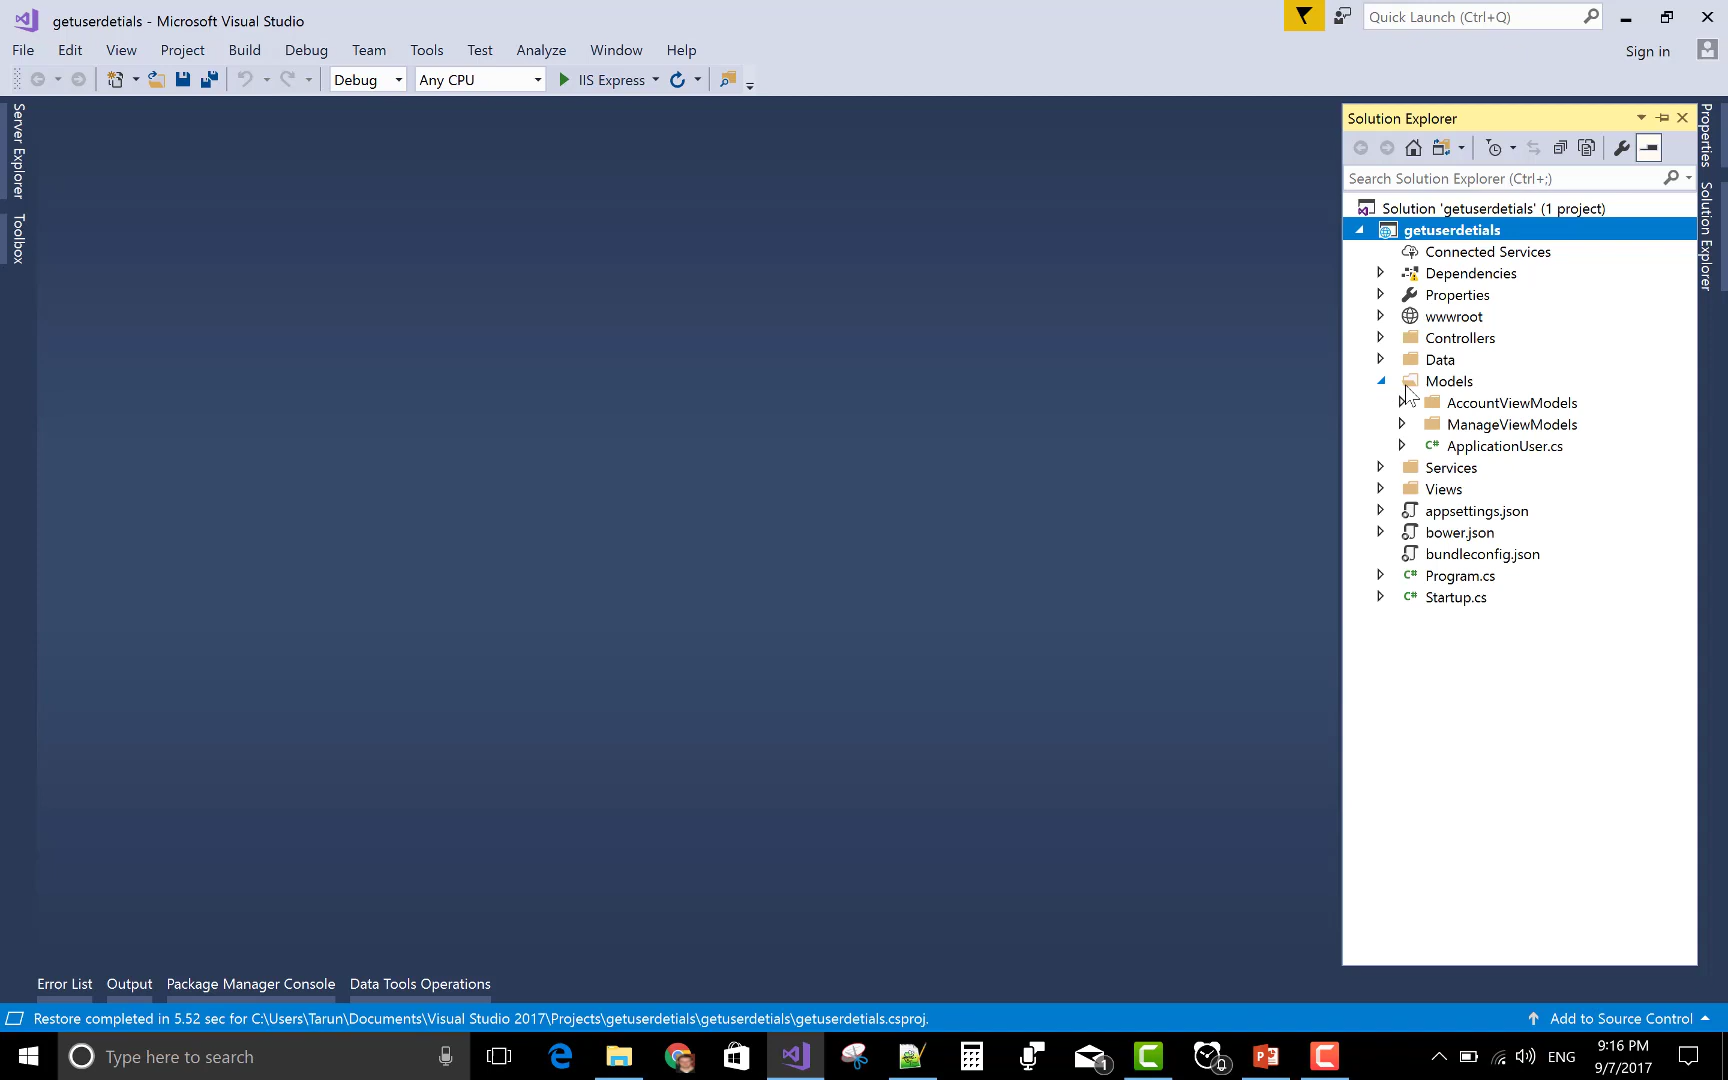 getuserdetials - Microsoft Visual Studio
Quick Launch (Ctrl+Q)
File Edit View Project Build Debug Team Tools Test Analyze Window Help
Sign in
Debug Any CPU IIS Express
Server Explorer
Toolbox
Solution Explorer
Search Solution Explorer (Ctrl+;)
Solution 'getuserdetials' (1 project)
getuserdetials
Connected Services
Dependencies
Properties
wwwroot
Controllers
Data
Models
AccountViewModels
ManageViewModels
C# ApplicationUser.cs
Services
Views
appsettings.json
bower.json
bundleconfig.json
C# Program.cs
C# Startup.cs
Properties
Solution Explorer
Error List Output Package Manager Console Data Tools Operations
Restore completed in 5.52 sec for C:\Users\Tarun\Documents\Visual Studio 2017\Projects\getuserdetials\getuserdetials\getuserdetials.csproj.
Add to Source Control
Type here to search
1
0
ENG
9:16 PM
9/7/2017